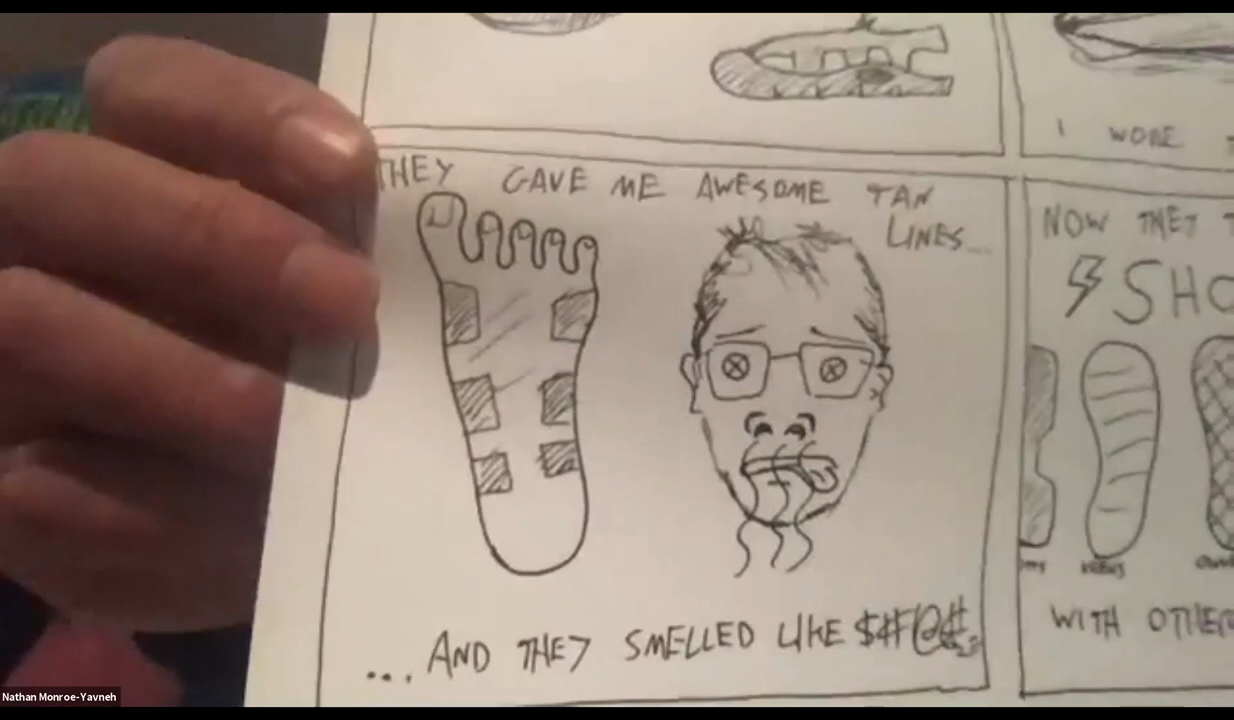 I WORE
THEY GAVE ME AWESOME TAN
LINES...
... AND THEY SMELLED LIKE $#!@#
NOW THEY
SHO
WITH OTHER
Nathan Monroe-Yavneh